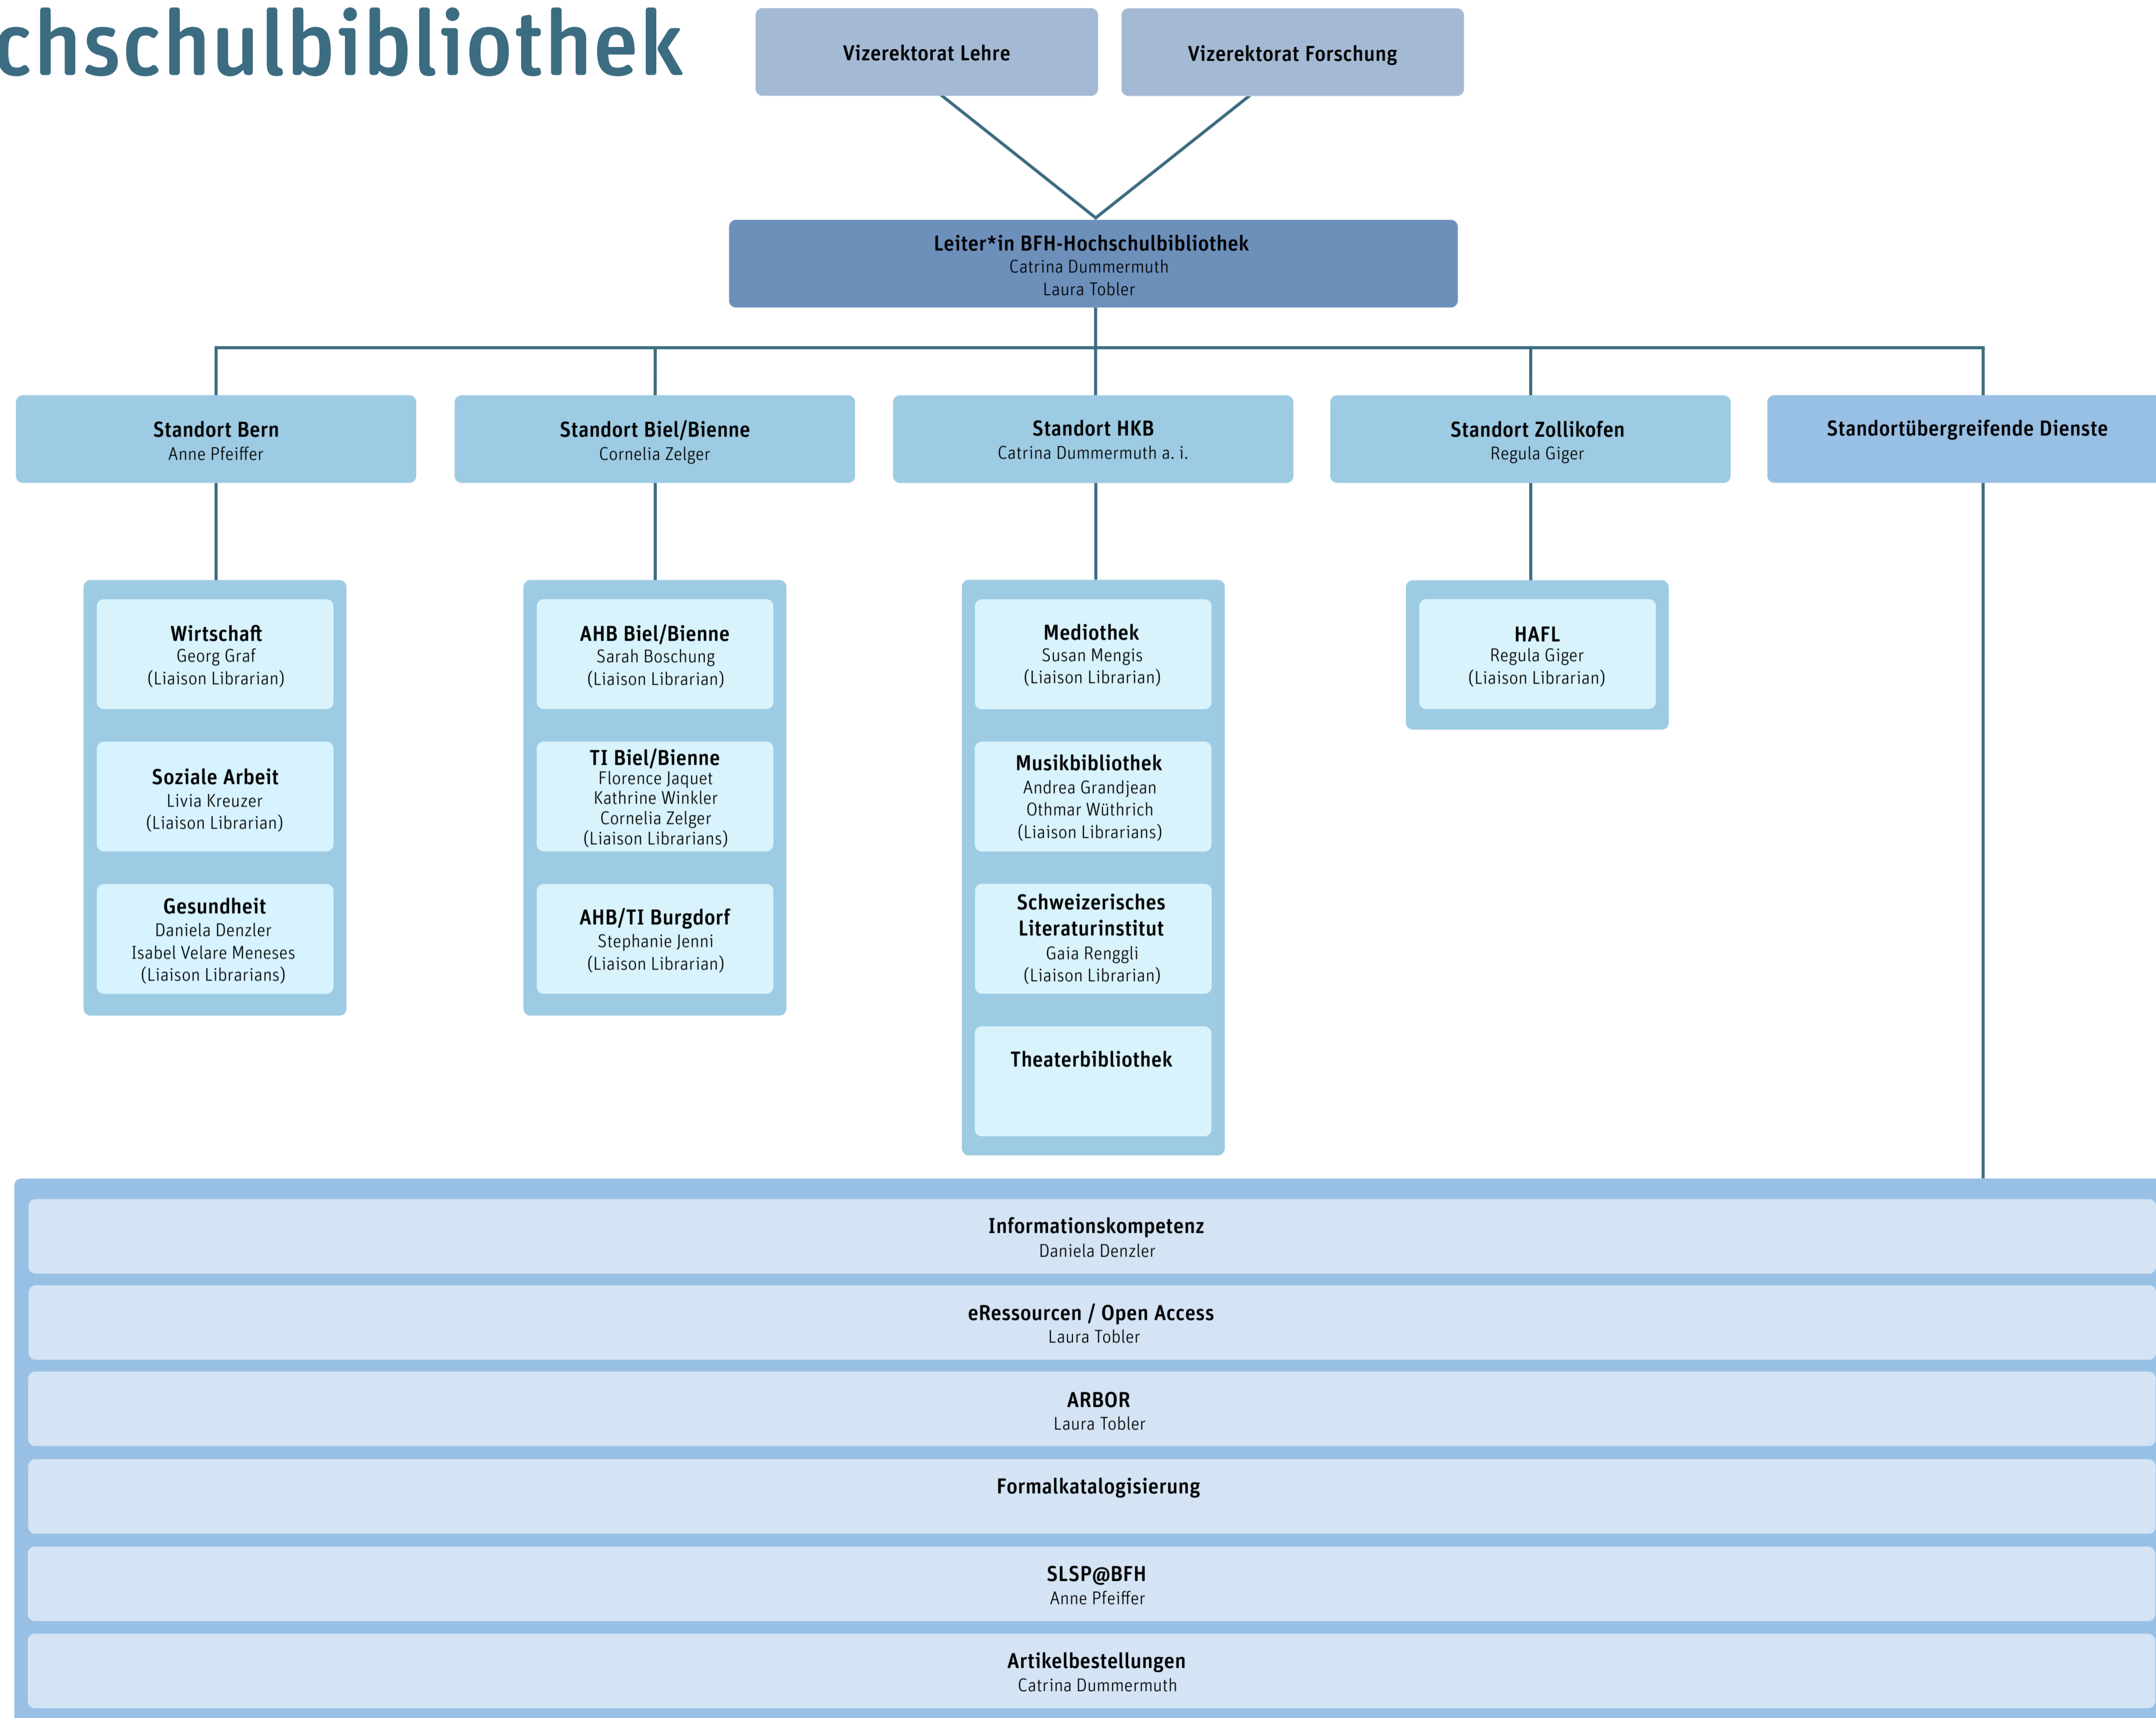 chschulbibliothek
Vizerektorat Lehre
Vizerektorat Forschung
Leiter*in BFH-Hochschulbibliothek
Catrina Dummermuth
Laura Tobler
Standort Bern
Anne Pfeiffer
Standort Biel/Bienne
Cornelia Zelger
Standort HKB
Catrina Dummermuth a. i.
Standort Zollikofen
Regula Giger
Standortübergreifende Dienste
Wirtschaft
Georg Graf
(Liaison Librarian)
Soziale Arbeit
Livia Kreuzer
(Liaison Librarian)
Gesundheit
Daniela Denzler
Isabel Velare Meneses
(Liaison Librarians)
AHB Biel/Bienne
Sarah Boschung
(Liaison Librarian)
TI Biel/Bienne
Florence Jaquet
Kathrine Winkler
Cornelia Zelger
(Liaison Librarians)
AHB/TI Burgdorf
Stephanie Jenni
(Liaison Librarian)
Mediothek
Susan Mengis
(Liaison Librarian)
Musikbibliothek
Andrea Grandjean
Othmar Wüthrich
(Liaison Librarians)
Schweizerisches
Literaturinstitut
Gaia Renggli
(Liaison Librarian)
Theaterbibliothek
HAFL
Regula Giger
(Liaison Librarian)
Informationskompetenz
Daniela Denzler
eRessourcen / Open Access
Laura Tobler
ARBOR
Laura Tobler
Formalkatalogisierung
SLSP@BFH
Anne Pfeiffer
Artikelbestellungen
Catrina Dummermuth